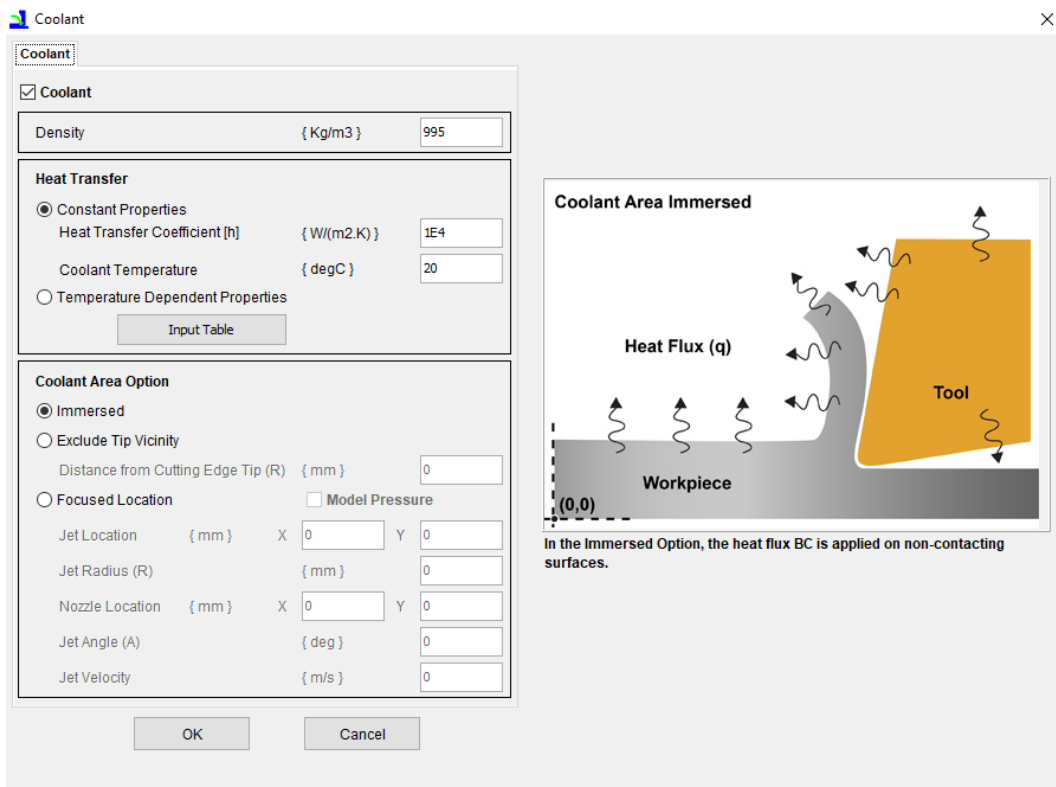 Coolant
Coolant
Coolant
Density { Kg/m3 } 995
Heat Transfer
Constant Properties
Heat Transfer Coefficient [h] { W/(m2.K) } 1E4
Coolant Temperature { degC } 20
Temperature Dependent Properties
Input Table
Coolant Area Option
Immersed
Exclude Tip Vicinity
Distance from Cutting Edge Tip (R) { mm } 0
Focused Location Model Pressure
Jet Location { mm } X 0 Y 0
Jet Radius (R) { mm } 0
Nozzle Location { mm } X 0 Y 0
Jet Angle (A) { deg } 0
Jet Velocity { m/s } 0
OK Cancel
Coolant Area Immersed
Heat Flux (q)
Tool
Workpiece
(0,0)
In the Immersed Option, the heat flux BC is applied on non-contacting
surfaces.